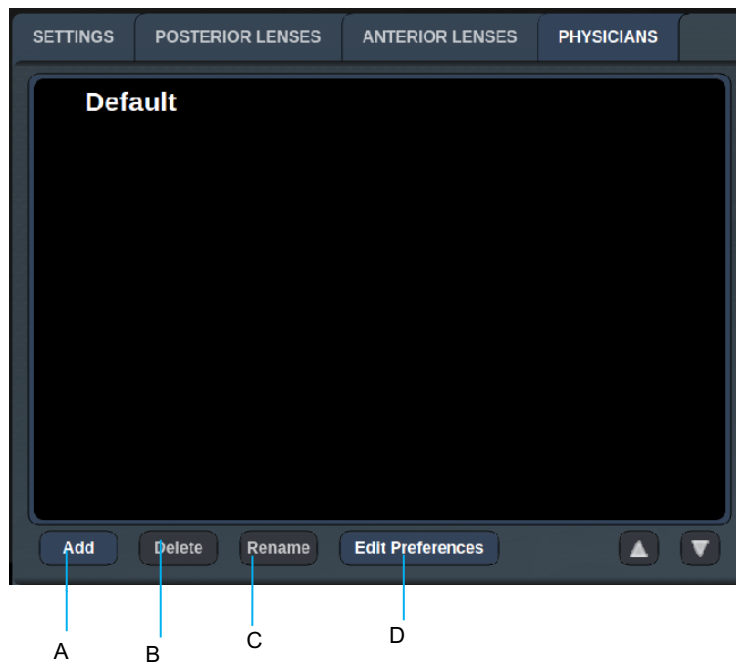 SETTINGS POSTERIOR LENSES ANTERIOR LENSES PHYSICIANS
Default
Add Delete Rename Edit Preferences
A B C D